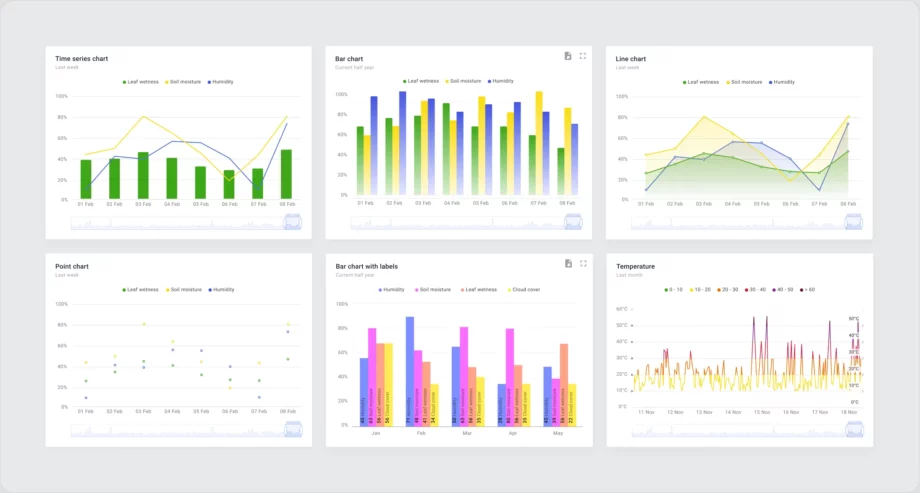 Time series chart
Last week
Leaf wetness Soil moisture Humidity
100%
80%
60%
40%
20%
0%
01 Feb 02 Feb 03 Feb 04 Feb 05 Feb 06 Feb 07 Feb 08 Feb
Bar chart
Current half year
Leaf wetness Soil moisture Humidity
100%
80%
60%
40%
20%
0%
01 Feb 02 Feb 03 Feb 04 Feb 05 Feb 06 Feb 07 Feb 08 Feb
Line chart
Last week
Leaf wetness Soil moisture Humidity
100%
80%
60%
40%
20%
0%
01 Feb 02 Feb 03 Feb 04 Feb 05 Feb 06 Feb 07 Feb 08 Feb
Point chart
Last week
Leaf wetness Soil moisture Humidity
100%
80%
60%
40%
20%
0%
01 Feb 02 Feb 03 Feb 04 Feb 05 Feb 06 Feb 07 Feb 08 Feb
Bar chart with labels
Current half year
Humidity Soil moisture Leaf wetness Cloud cover
100%
80%
60%
40%
20%
0%
Jan Feb Mar Apr May
Temperature
Last month
0 - 10 10 - 20 20 - 30 30 - 40 40 - 50 > 60
60°C
50°C
40°C
30°C
20°C
10°C
0°C
50°C
40°C
30°C
20°C
10°C
0°C
11 Nov 12 Nov 13 Nov 14 Nov 15 Nov 16 Nov 17 Nov 18 Nov